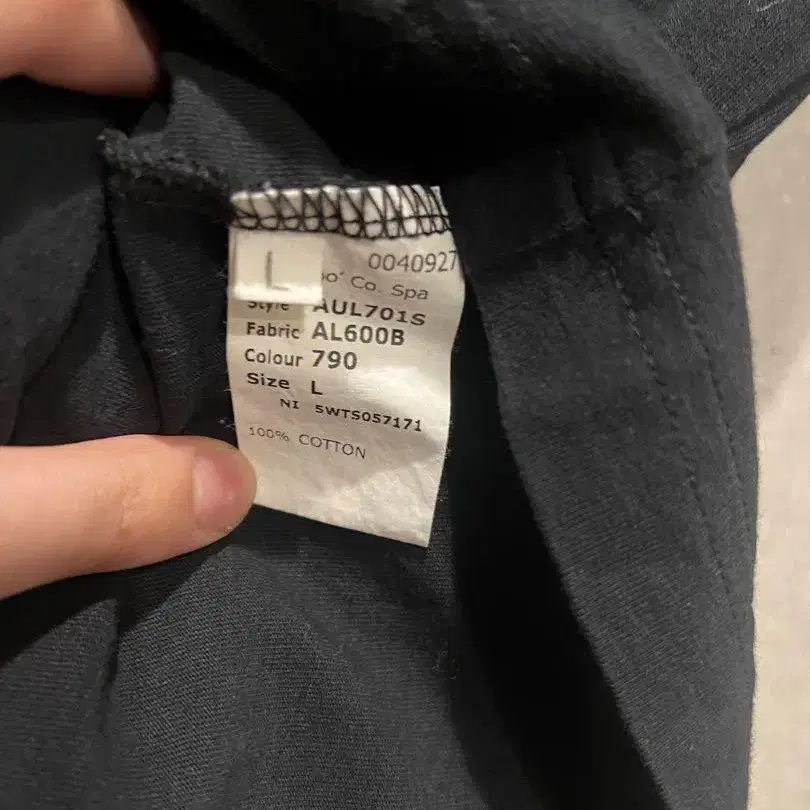 L
0040927
Co. Spa
Style AUL701S
Fabric AL600B
Colour 790
Size L
NI 5WTS057171
100% COTTON